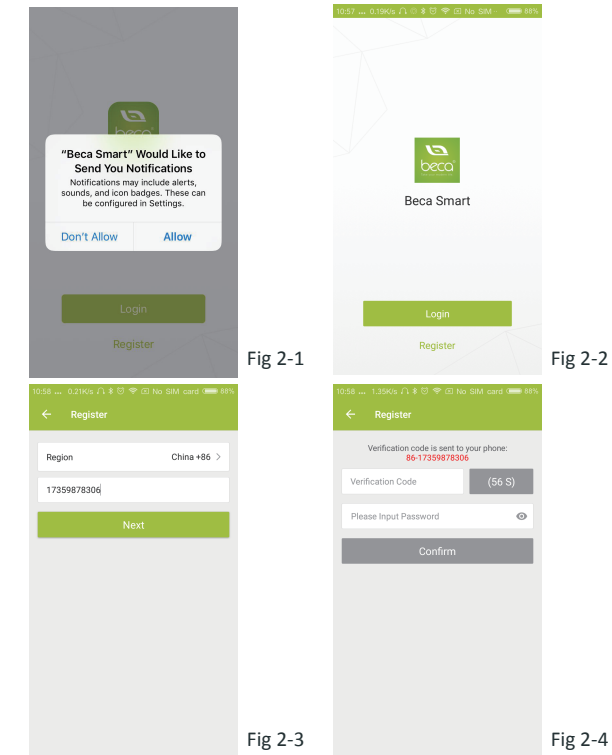 beca
"Beca Smart" Would Like to
Send You Notifications
Notifications may include alerts,
sounds, and icon badges. These can
be configured in Settings.
Don't Allow Allow
Login
Register
Fig 2-1
10:57 ... 0.19K/s No SIM 88%
beca
Beca Smart
Login
Register
Fig 2-2
10:58 ... 0.21K/s No SIM card 88%
← Register
Region China +86 >
17359878306
Next
Fig 2-3
10:58 ... 1.35K/s No SIM card 88%
← Register
Verification code is sent to your phone:
86-17359878306
Verification Code (56 S)
Please Input Password
Confirm
Fig 2-4